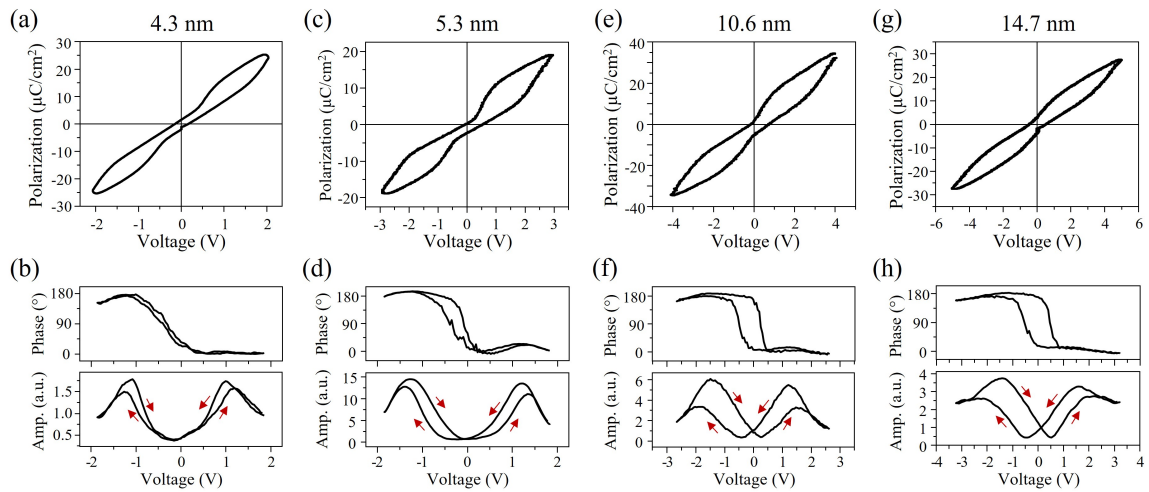 (a) 4.3 nm
30
20
10
0
-10
-20
-30
Polarization (µC/cm²)
-2 -1 0 1 2
Voltage (V)
(c) 5.3 nm
20
10
0
-10
-20
Polarization (µC/cm²)
-3 -2 -1 0 1 2 3
Voltage (V)
(e) 10.6 nm
40
20
0
-20
-40
Polarization (µC/cm²)
-4 -2 0 2 4
Voltage (V)
(g) 14.7 nm
30
20
10
0
-10
-20
-30
Polarization (µC/cm²)
-6 -4 -2 0 2 4 6
Voltage (V)
(b)
180
90
0
Phase (°)
1.5
1.0
0.5
Amp. (a.u.)
-2 -1 0 1 2
Voltage (V)
(d)
180
90
0
Phase (°)
15
10
5
0
Amp. (a.u.)
-2 -1 0 1 2
Voltage (V)
(f)
180
90
0
Phase (°)
6
4
2
0
Amp. (a.u.)
-3 -2 -1 0 1 2 3
Voltage (V)
(h)
180
90
0
Phase (°)
4
3
2
1
0
Amp. (a.u.)
-4 -3 -2 -1 0 1 2 3 4
Voltage (V)